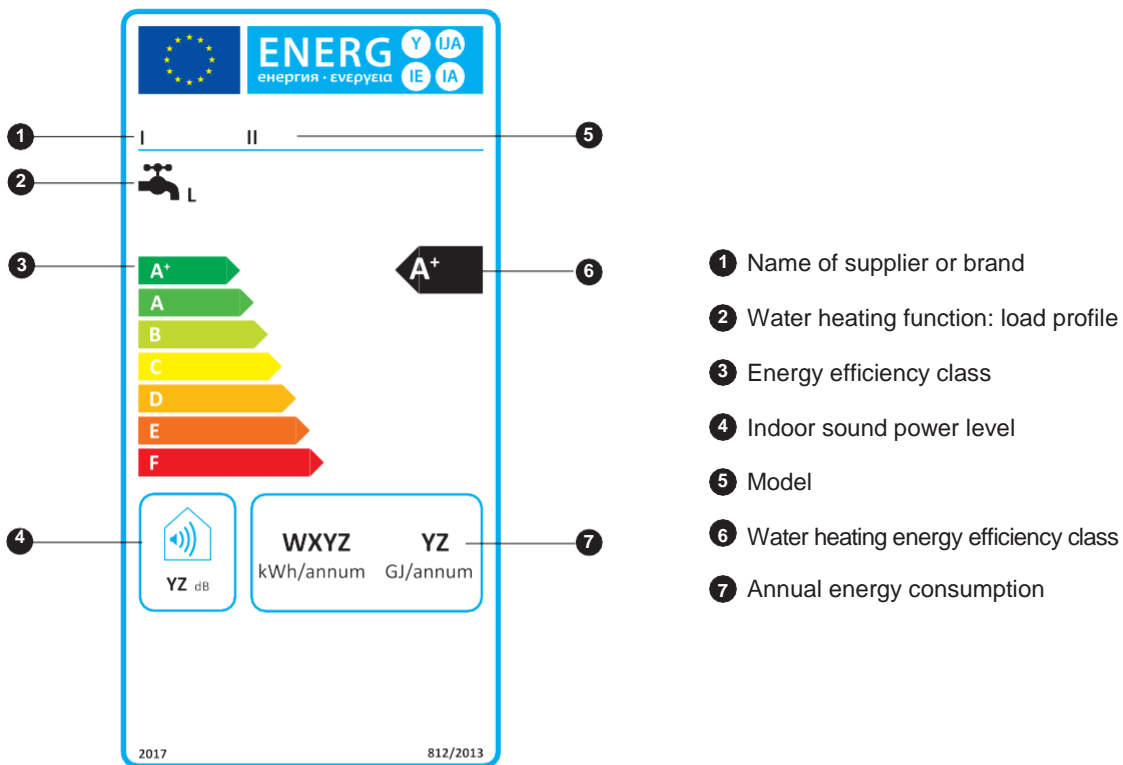 ENERG Y IJA
енергия · ενεργεια IE IA
1 I II 5
2 L
3 A+ A+ 6
A
B
C
D
E
F
4 7
WXYZ YZ
kWh/annum GJ/annum
YZ dB
2017 812/2013
1 Name of supplier or brand
2 Water heating function: load profile
3 Energy efficiency class
4 Indoor sound power level
5 Model
6 Water heating energy efficiency class
7 Annual energy consumption